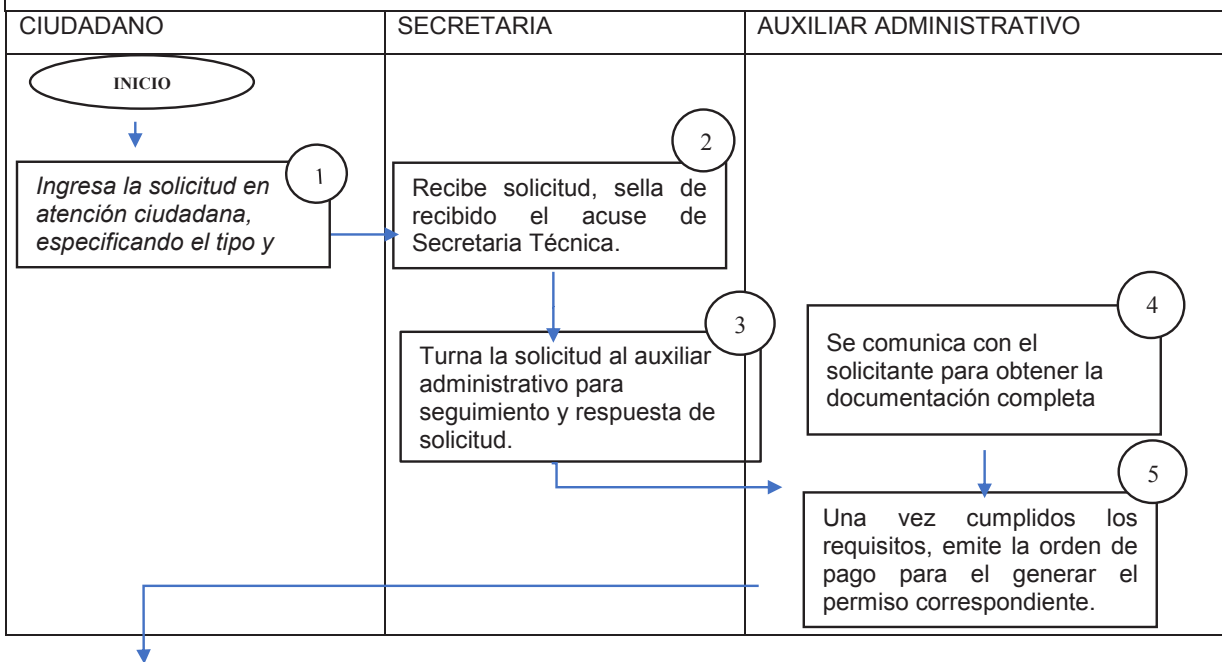 CIUDADANO
SECRETARIA
AUXILIAR ADMINISTRATIVO
INICIO
1
Ingresa la solicitud en
atención ciudadana,
especificando el tipo y
2
Recibe solicitud, sella de
recibido el acuse de
Secretaria Técnica.
3
Turna la solicitud al auxiliar
administrativo para
seguimiento y respuesta de
solicitud.
4
Se comunica con el
solicitante para obtener la
documentación completa
5
Una vez cumplidos los
requisitos, emite la orden de
pago para el generar el
permiso correspondiente.